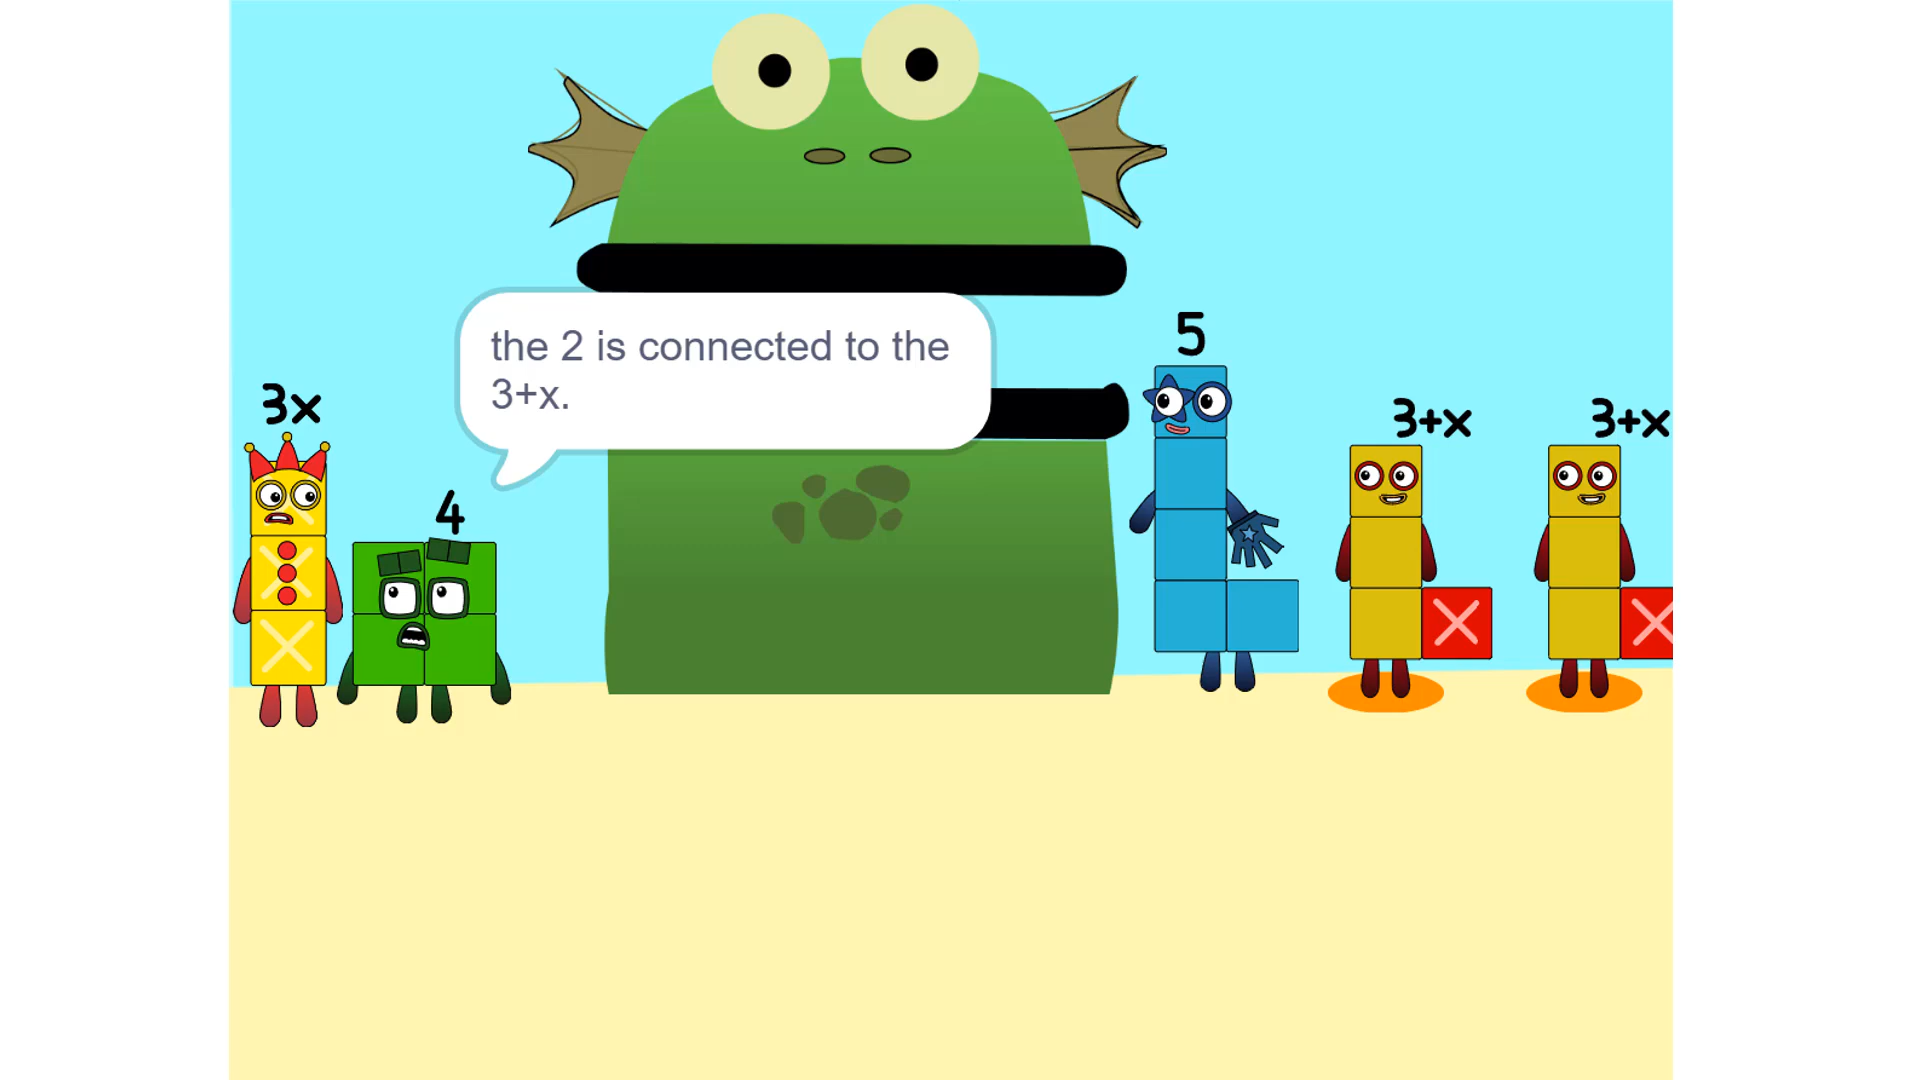 the 2 is connected to the
3+x.
5
3x
3+x
3+x
4